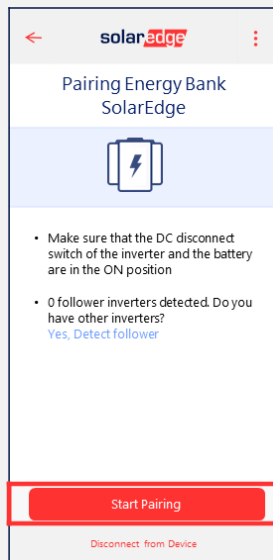 solaredge
Pairing Energy Bank
SolarEdge
• Make sure that the DC disconnect
switch of the inverter and the battery
are in the ON position
• 0 follower inverters detected. Do you
have other inverters?
Yes, Detect follower
Start Pairing
Disconnect from Device